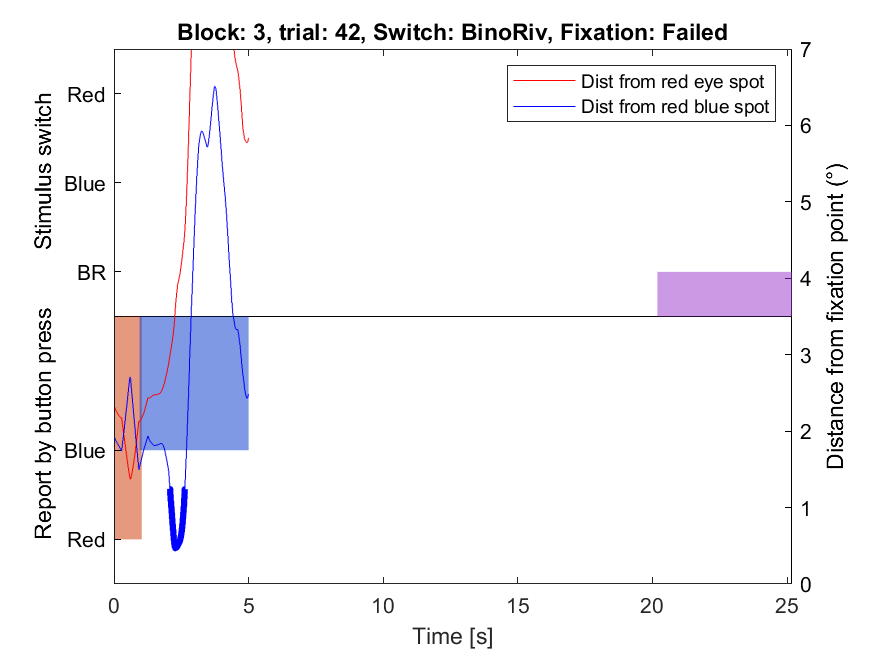 Block: 3, trial: 42, Switch: BinoRiv, Fixation: Failed
Stimulus switch
Red
Blue
BR
Report by button press
Blue
Red
Dist from red eye spot
Dist from red blue spot
7
6
5
4
3
2
1
0
Distance from fixation point (°)
0 5 10 15 20 25
Time [s]